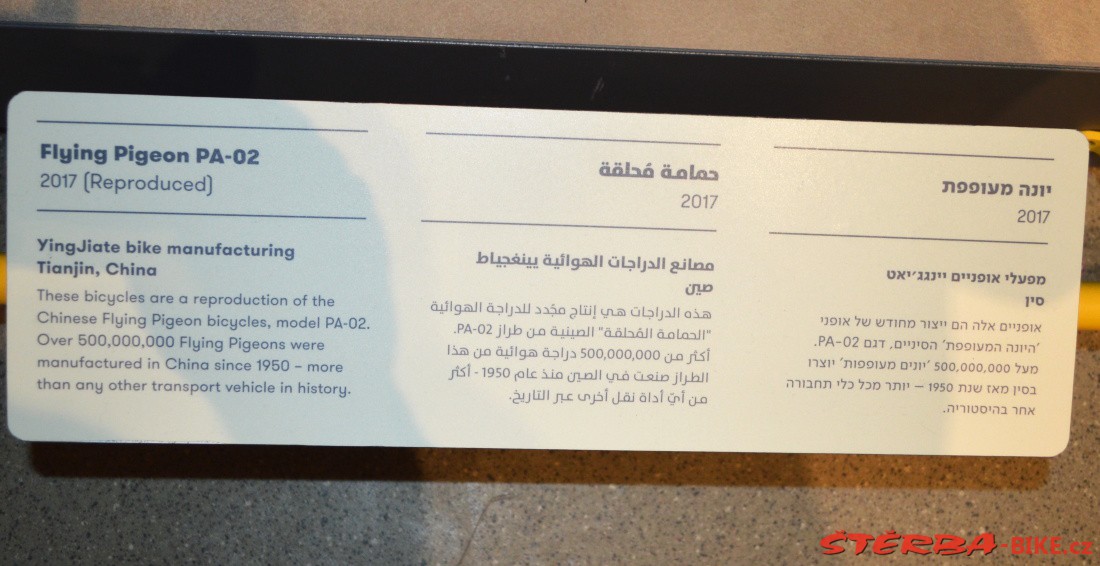 Flying Pigeon PA-02
2017 (Reproduced)
YingJiate bike manufacturing
Tianjin, China
These bicycles are a reproduction of the
Chinese Flying Pigeon bicycles, model PA-02.
Over 500,000,000 Flying Pigeons were
manufactured in China since 1950 – more
than any other transport vehicle in history.
حمامة مُحلقة
2017
مصانع الدراجات الهوائية يينغجياط
صين
هذه الدراجات هي إنتاج مجّدد للدراجة الهوائية
"الحمامة المُحلقة" الصينية من طراز PA-02.
أكثر من 500,000,000 دراجة هوائية من هذا
الطراز صنعت في الصين منذ عام 1950 - أكثر
من أيّ أداة نقل أخرى عبر التاريخ.
יונה מעופפת
2017
מפעלי אופניים יינגג׳יאט
סין
אופניים אלה הם ייצור מחודש של אופני
'היונה המעופפת' הסיניים, דגם PA-02.
מעל 500,000,000 'יונים מעופפות' יוצרו
בסין מאז שנת 1950 – יותר מכל כלי תחבורה
אחר בהיסטוריה.
ŠTĚRBA-BIKE.cz